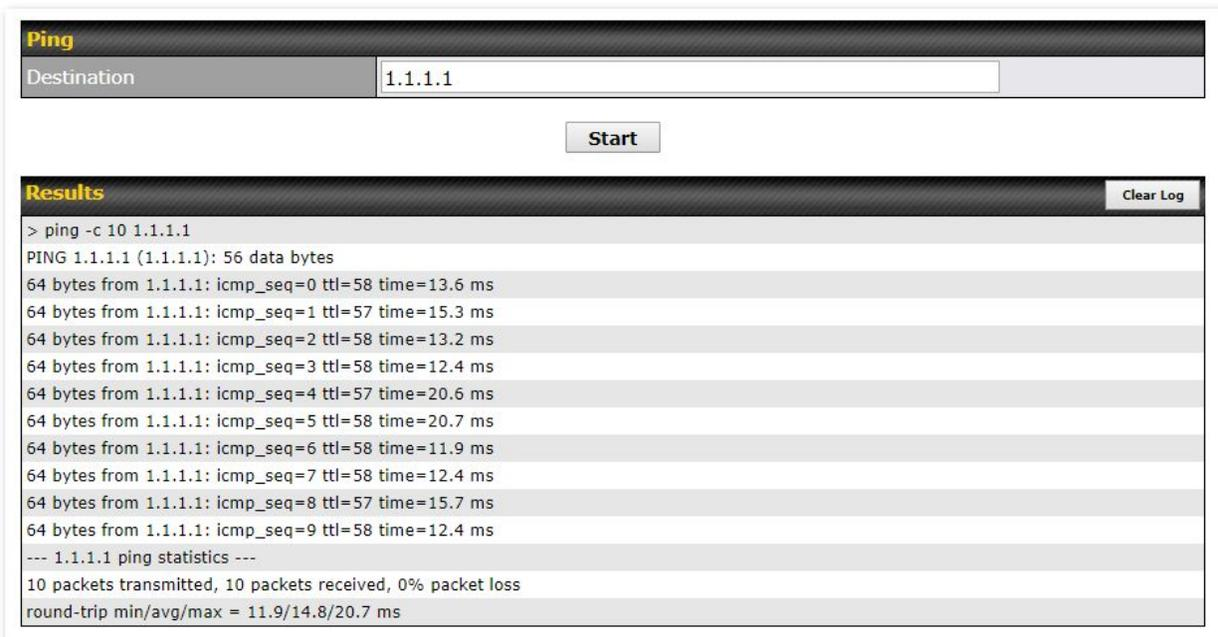 Ping
Destination 1.1.1.1
Start
Results Clear Log
> ping -c 10 1.1.1.1
PING 1.1.1.1 (1.1.1.1): 56 data bytes
64 bytes from 1.1.1.1: icmp_seq=0 ttl=58 time=13.6 ms
64 bytes from 1.1.1.1: icmp_seq=1 ttl=57 time=15.3 ms
64 bytes from 1.1.1.1: icmp_seq=2 ttl=58 time=13.2 ms
64 bytes from 1.1.1.1: icmp_seq=3 ttl=58 time=12.4 ms
64 bytes from 1.1.1.1: icmp_seq=4 ttl=57 time=20.6 ms
64 bytes from 1.1.1.1: icmp_seq=5 ttl=58 time=20.7 ms
64 bytes from 1.1.1.1: icmp_seq=6 ttl=58 time=11.9 ms
64 bytes from 1.1.1.1: icmp_seq=7 ttl=58 time=12.4 ms
64 bytes from 1.1.1.1: icmp_seq=8 ttl=57 time=15.7 ms
64 bytes from 1.1.1.1: icmp_seq=9 ttl=58 time=12.4 ms
--- 1.1.1.1 ping statistics ---
10 packets transmitted, 10 packets received, 0% packet loss
round-trip min/avg/max = 11.9/14.8/20.7 ms